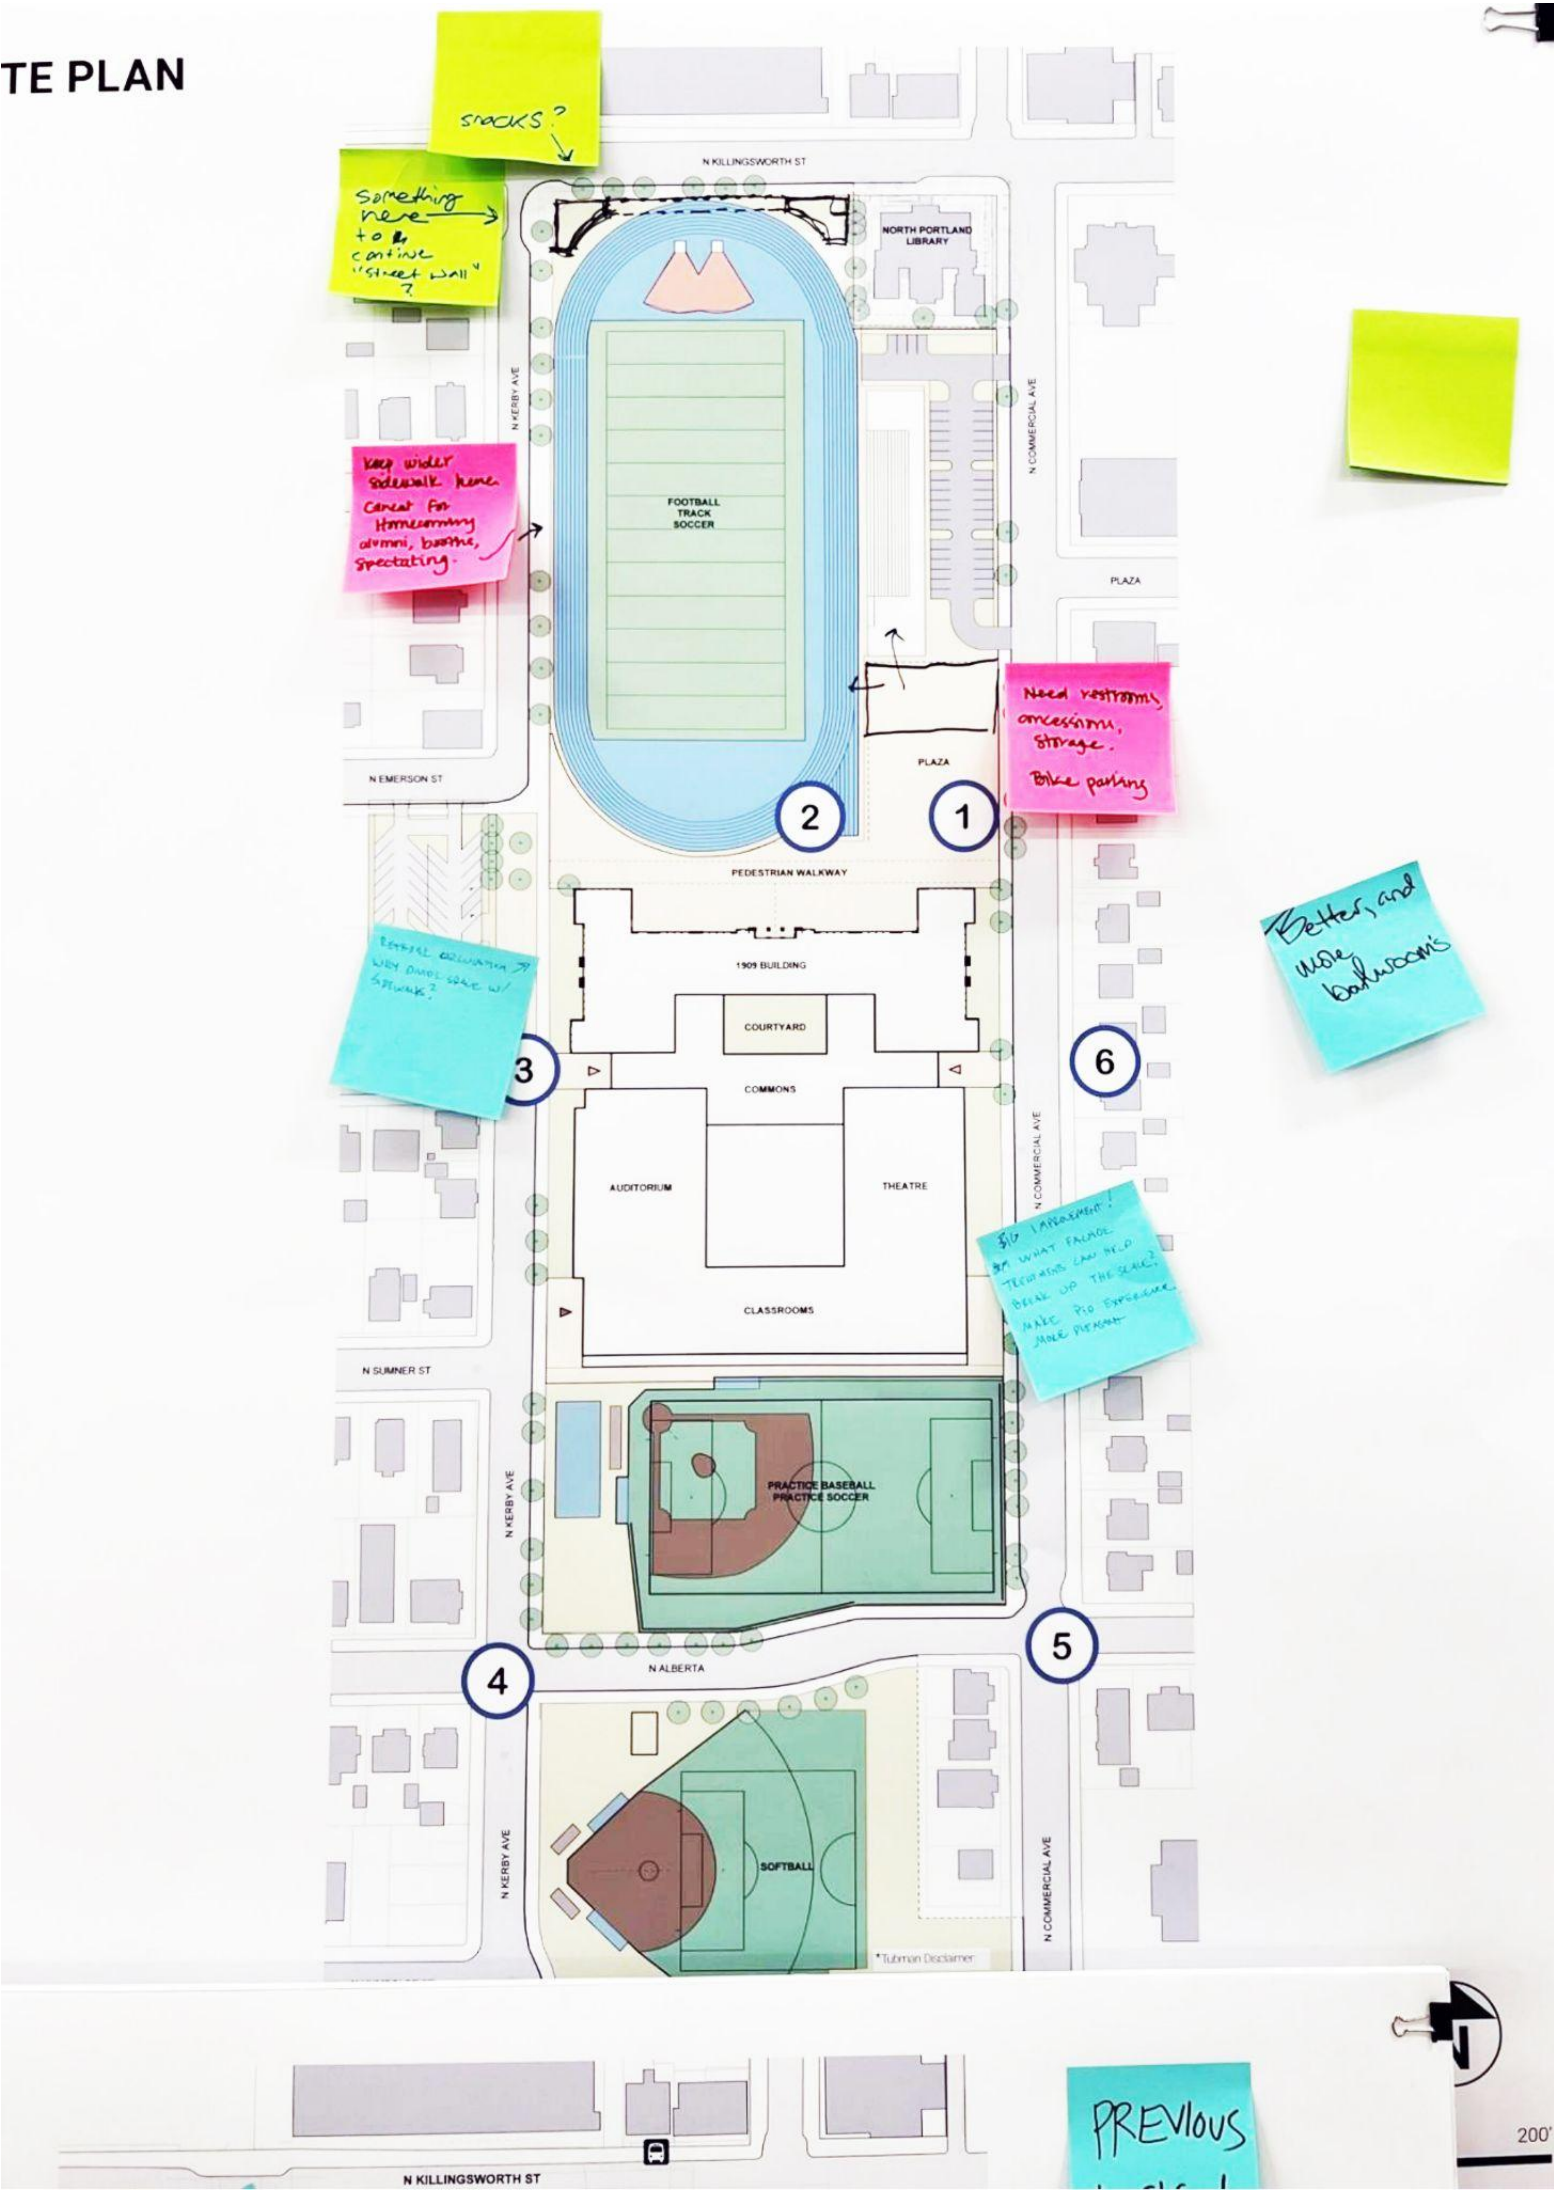 TE PLAN
snacks?
N KILLINGSWORTH ST
Something
here
to
continue
"street wall"
?
NORTH PORTLAND
LIBRARY
N KERBY AVE
N COMMERCIAL AVE
Keep wider
sidewalk here.
Caveat for
Homecoming
alumni, booths,
spectating.
FOOTBALL
TRACK
SOCCER
PLAZA
Need restrooms,
concessions,
storage.
Bike parking
PLAZA
N EMERSON ST
2
1
PEDESTRIAN WALKWAY
Better, and
more
bathrooms
1909 BUILDING
WHY
SPACE W/
COURTYARD
3
6
COMMONS
N COMMERCIAL AVE
AUDITORIUM
THEATRE
BIG IMPROVEMENT!
WHAT FACADE
TREATMENTS CAN HELP
BREAK UP THE SCALE?
MAKE PED EXPERIENCE
MORE PLEASANT
CLASSROOMS
N SUMNER ST
N KERBY AVE
PRACTICE BASEBALL
PRACTICE SOCCER
5
4
N ALBERTA
N KERBY AVE
SOFTBALL
N COMMERCIAL AVE
*Tubman Disclaimer
N
PREVIOUS
200'
N KILLINGSWORTH ST